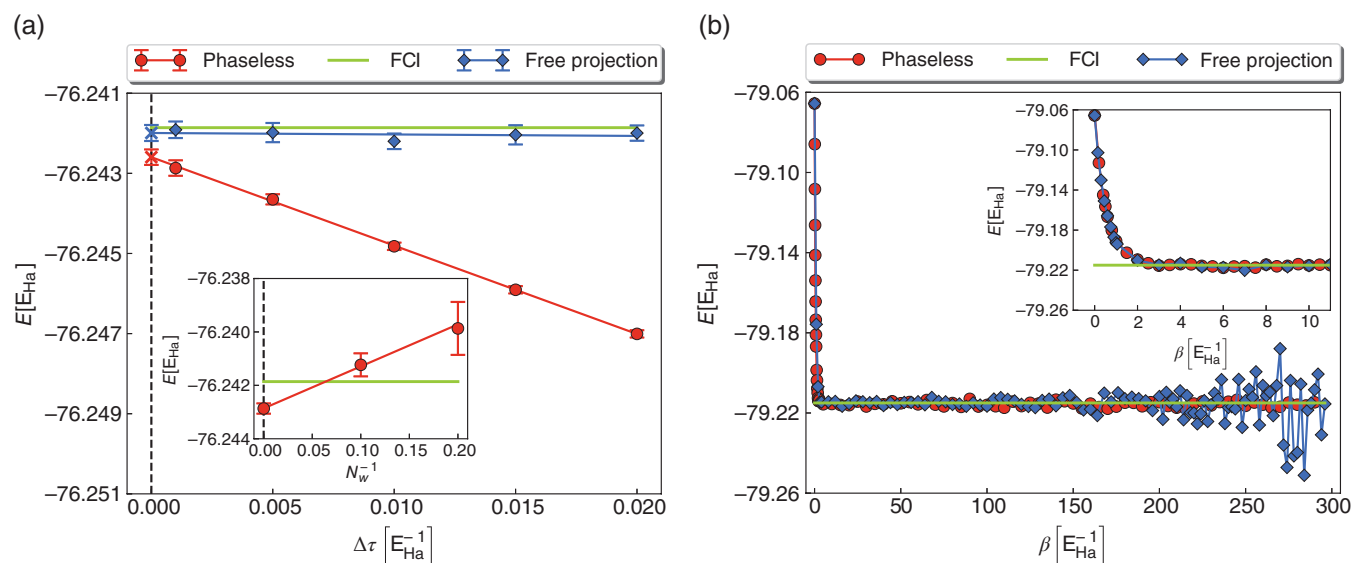 (a)
Phaseless FCI Free projection
−76.241
−76.243
−76.245
−76.247
−76.249
−76.251
E[E_Ha]
0.000 0.005 0.010 0.015 0.020
Δτ [E_Ha^−1]
−76.238
−76.240
−76.242
−76.244
E[E_Ha]
0.00 0.05 0.10 0.15 0.20
N_w^−1
(b)
Phaseless FCI Free projection
−79.06
−79.10
−79.14
−79.18
−79.22
−79.26
E[E_Ha]
0 50 100 150 200 250 300
β [E_Ha^−1]
−79.06
−79.10
−79.14
−79.18
−79.22
−79.26
E[E_Ha]
0 2 4 6 8 10
β [E_Ha^−1]